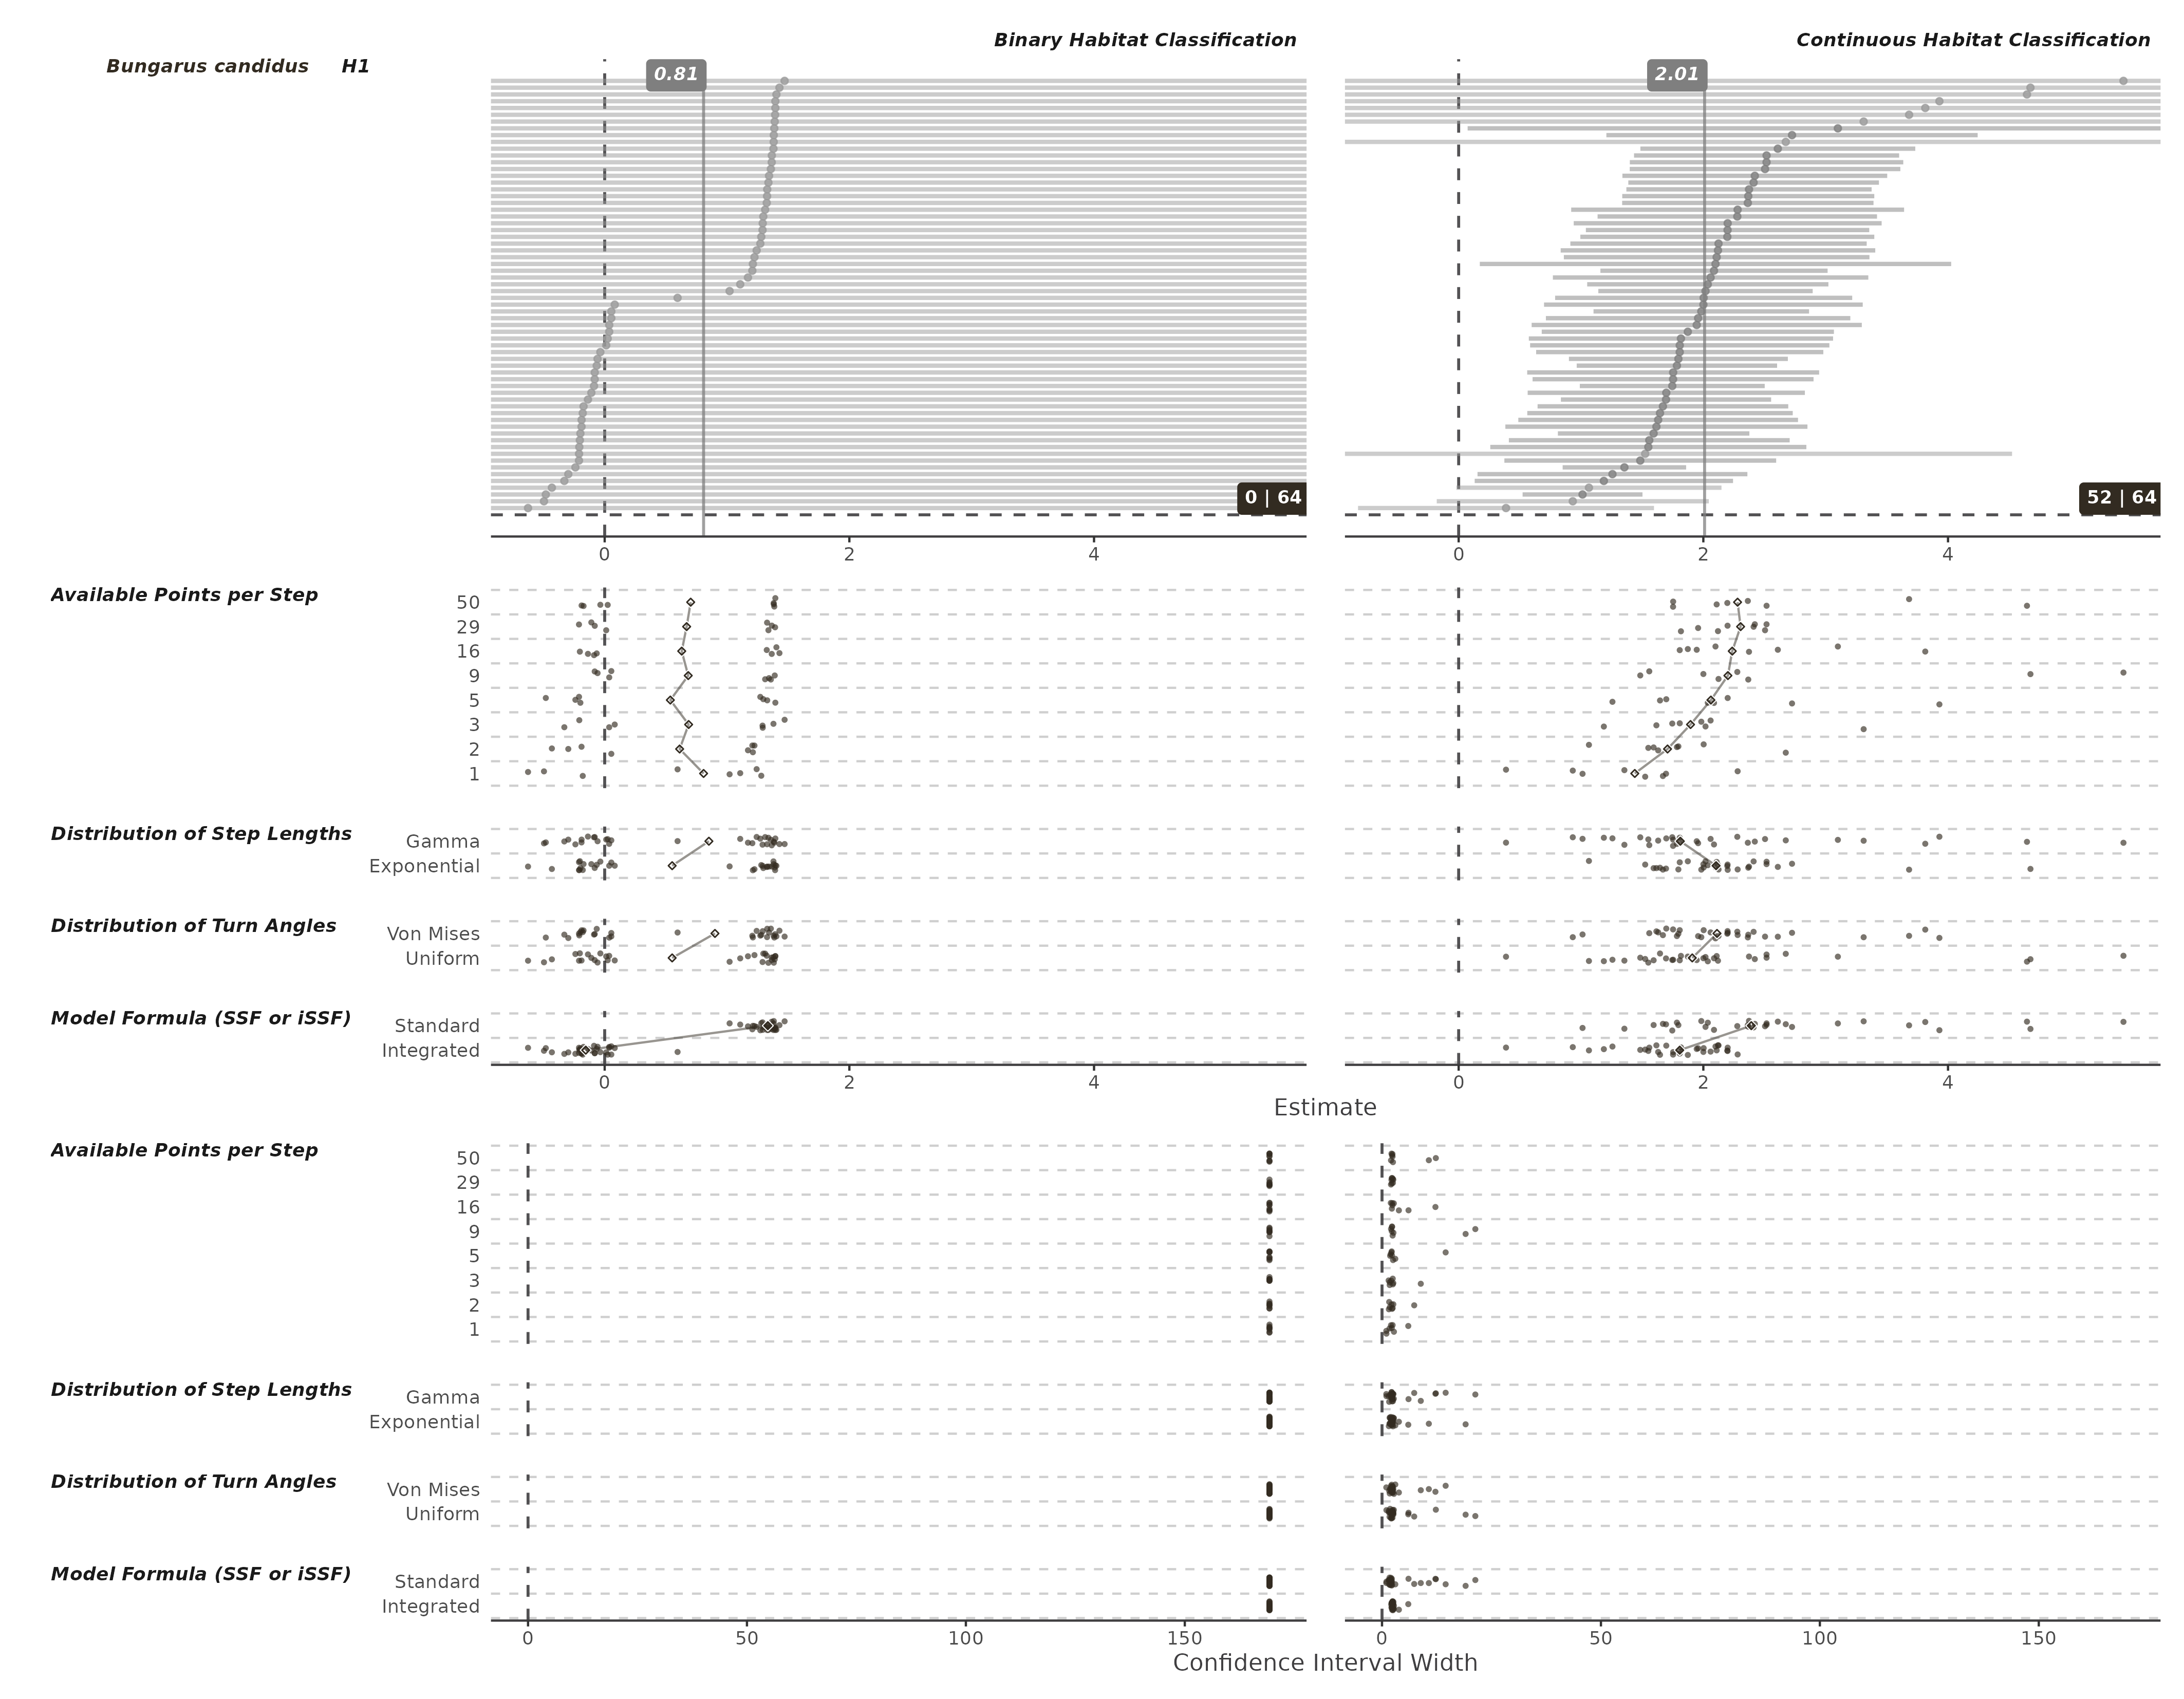 Binary Habitat Classification
Continuous Habitat Classification
Bungarus candidus H1
0.81
2.01
0 | 64
52 | 64
0 2 4
0 2 4
Available Points per Step
50
29
16
9
5
3
2
1
Distribution of Step Lengths
Gamma
Exponential
Distribution of Turn Angles
Von Mises
Uniform
Model Formula (SSF or iSSF)
Standard
Integrated
0 2 4
0 2 4
Estimate
Available Points per Step
50
29
16
9
5
3
2
1
Distribution of Step Lengths
Gamma
Exponential
Distribution of Turn Angles
Von Mises
Uniform
Model Formula (SSF or iSSF)
Standard
Integrated
0 50 100 150
0 50 100 150
Confidence Interval Width